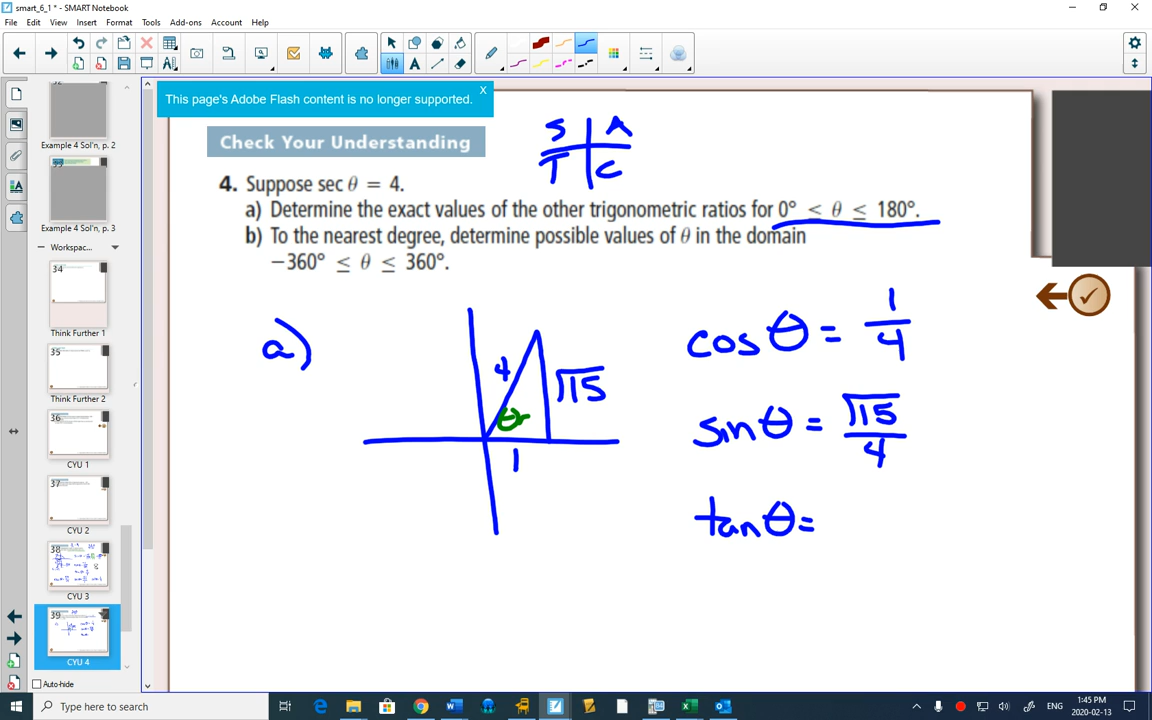 smart_6_1 * - SMART Notebook
File Edit View Insert Format Tools Add-ons Account Help
This page's Adobe Flash content is no longer supported. X
Check Your Understanding
S A
T C
4. Suppose sec θ = 4.
a) Determine the exact values of the other trigonometric ratios for 0° ≤ θ ≤ 180°.
b) To the nearest degree, determine possible values of θ in the domain
−360° ≤ θ ≤ 360°.
a)
4 √15
θ
1
cos θ = 1/4
sin θ = √15/4
tan θ =
Example 4 Sol'n, p. 2
33
Example 4 Sol'n, p. 3
Workspac...
34
Think Further 1
35
Think Further 2
36
CYU 1
37
CYU 2
38
CYU 3
39
CYU 4
Auto-hide
Type here to search
1:45 PM
2020-02-13